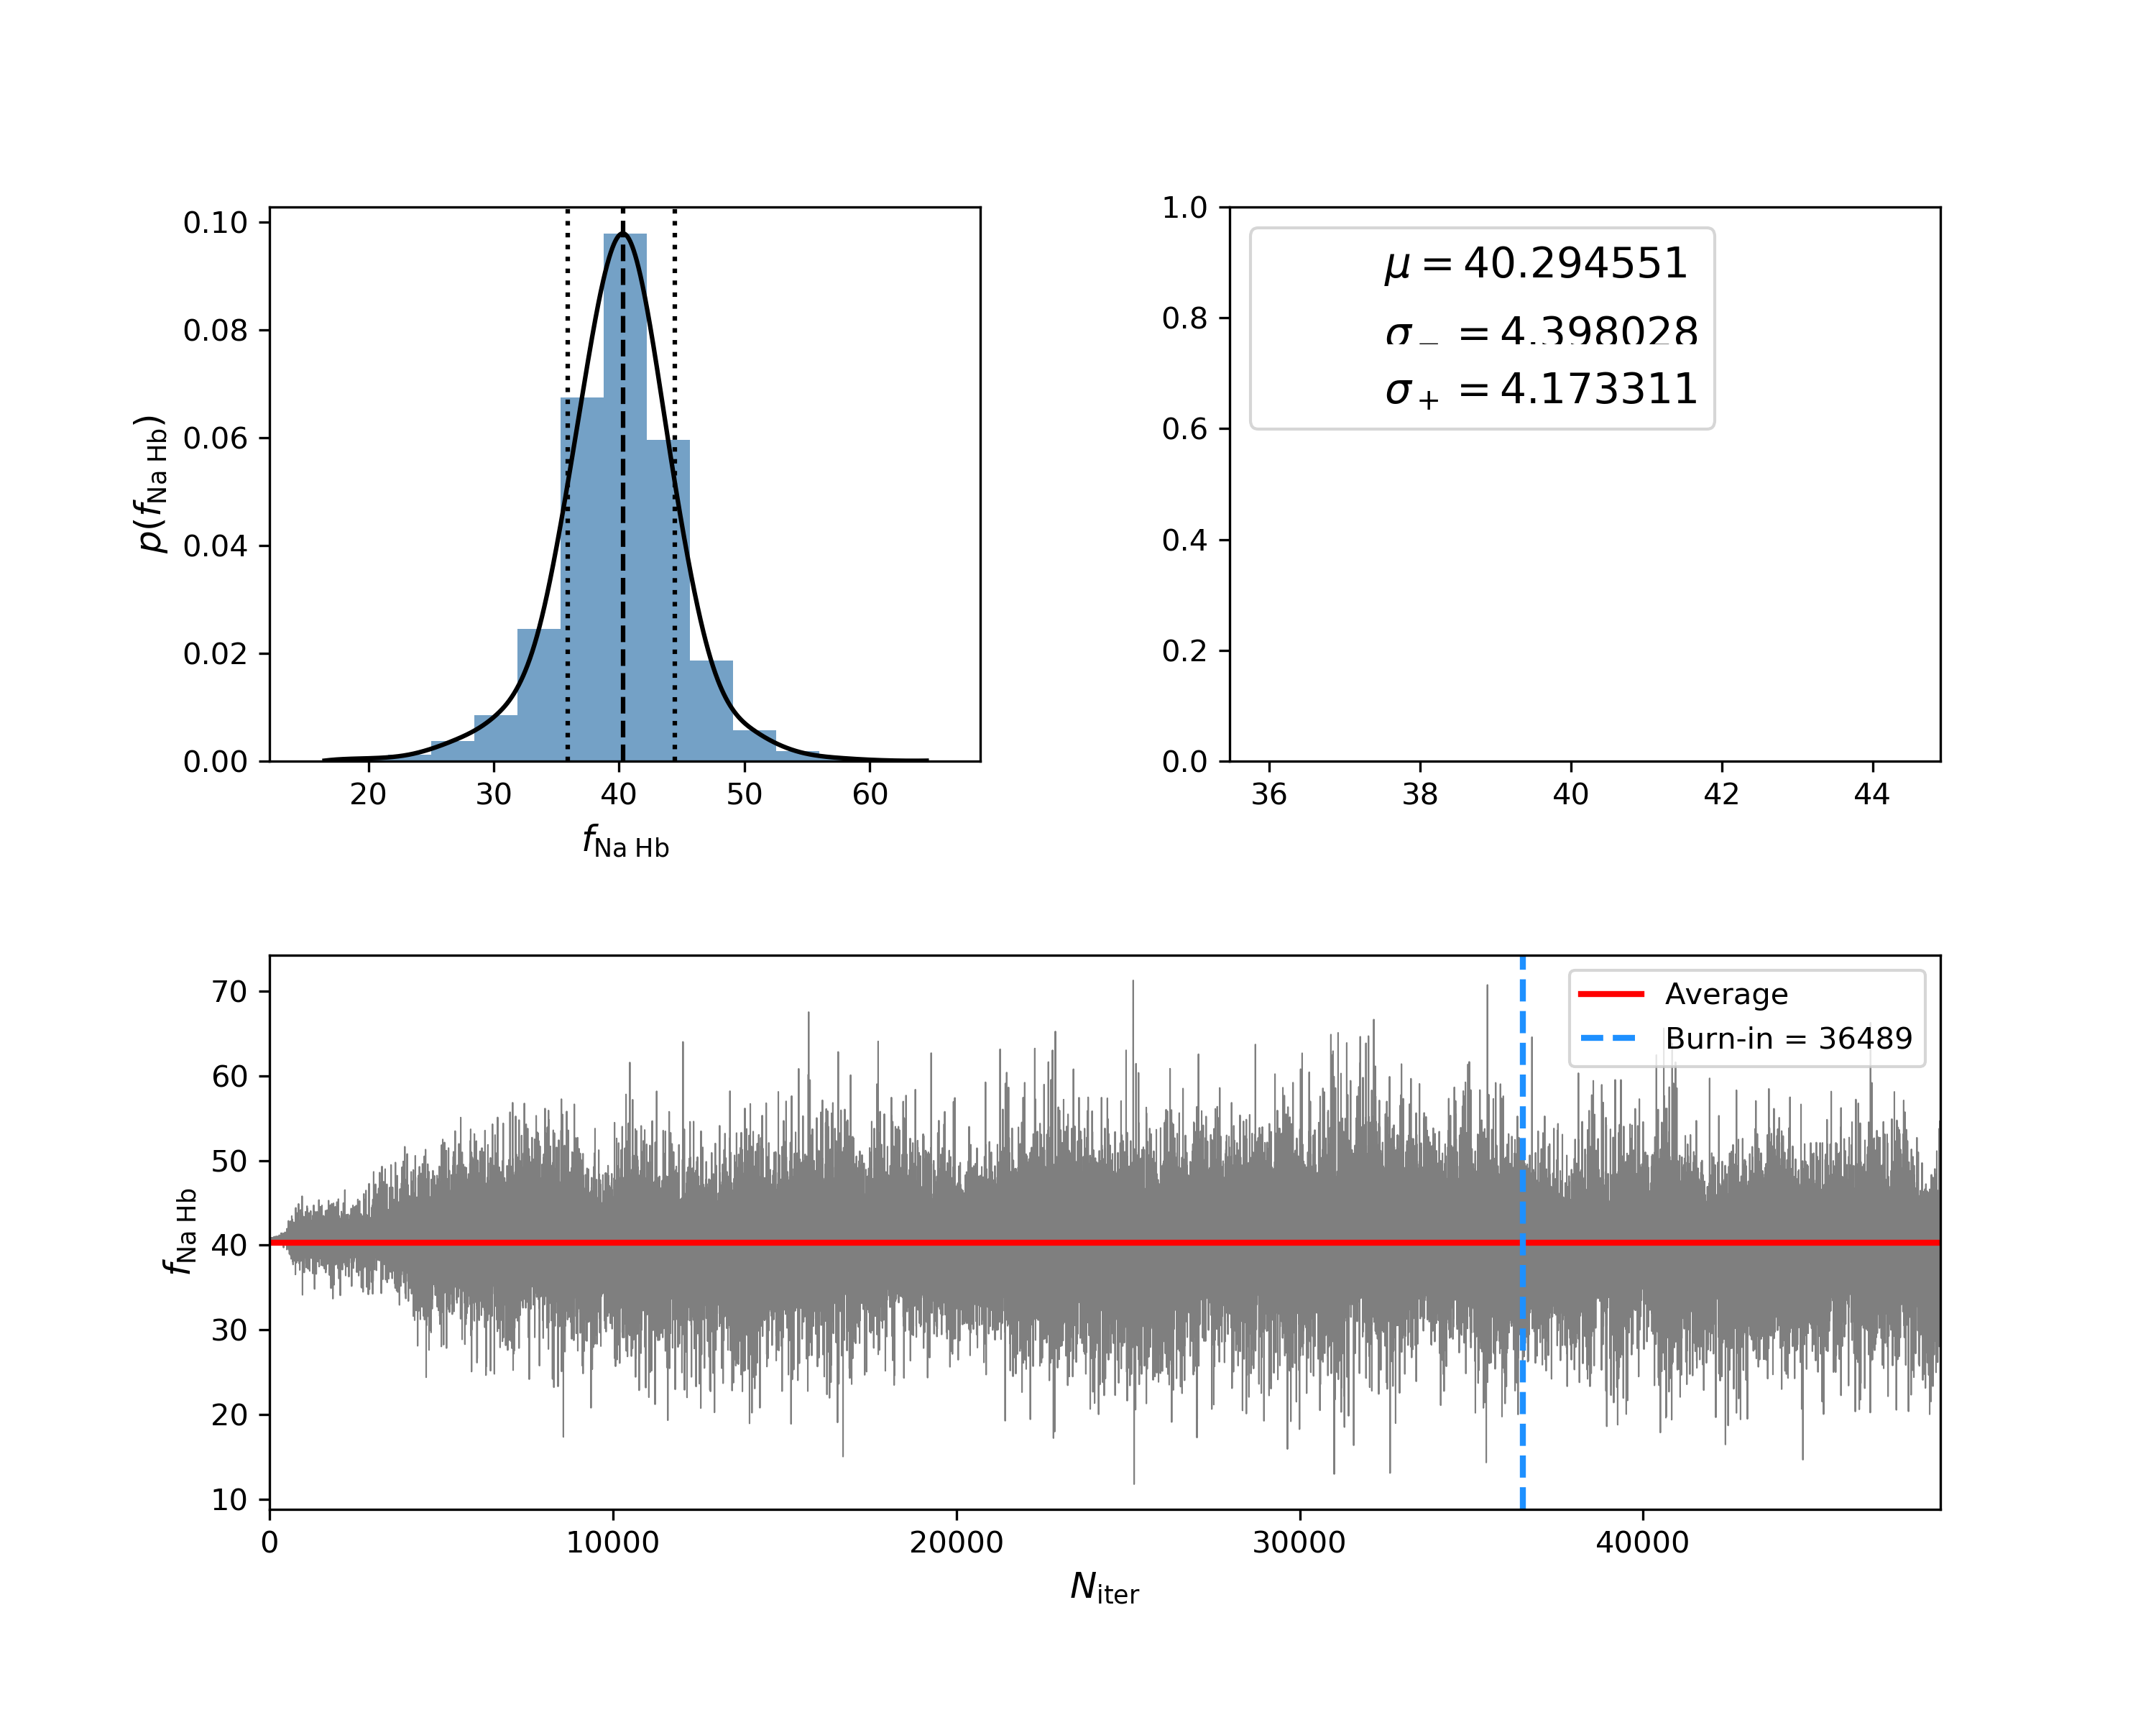 0.10
0.08
0.06
0.04
0.02
0.00
p(f_Na Hb)
20 30 40 50 60
f_Na Hb
1.0
0.8
0.6
0.4
0.2
0.0
μ = 40.294551
σ_− = 4.398028
σ_+ = 4.173311
36 38 40 42 44
70
60
50
40
30
20
10
f_Na Hb
Average
Burn-in = 36489
0 10000 20000 30000 40000
N_iter